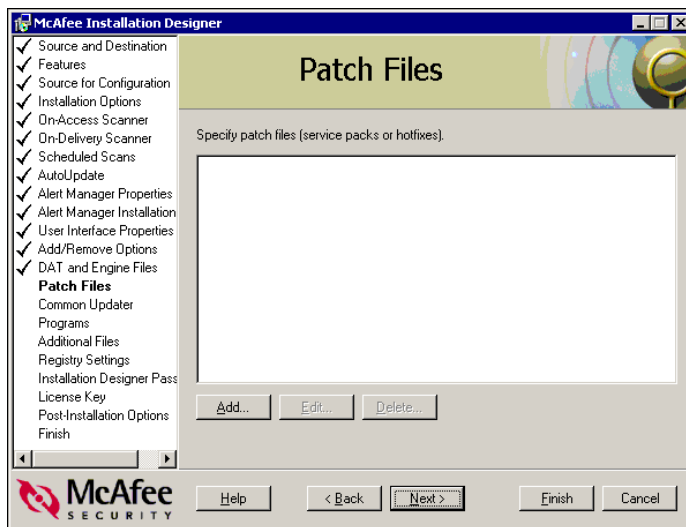 McAfee Installation Designer
Source and Destination
Features
Source for Configuration
Installation Options
On-Access Scanner
On-Delivery Scanner
Scheduled Scans
AutoUpdate
Alert Manager Properties
Alert Manager Installation
User Interface Properties
Add/Remove Options
DAT and Engine Files
Patch Files
Common Updater
Programs
Additional Files
Registry Settings
Installation Designer Pass
License Key
Post-Installation Options
Finish
Patch Files
Specify patch files (service packs or hotfixes).
Add... Edit... Delete...
McAfee
SECURITY
Help < Back Next > Finish Cancel